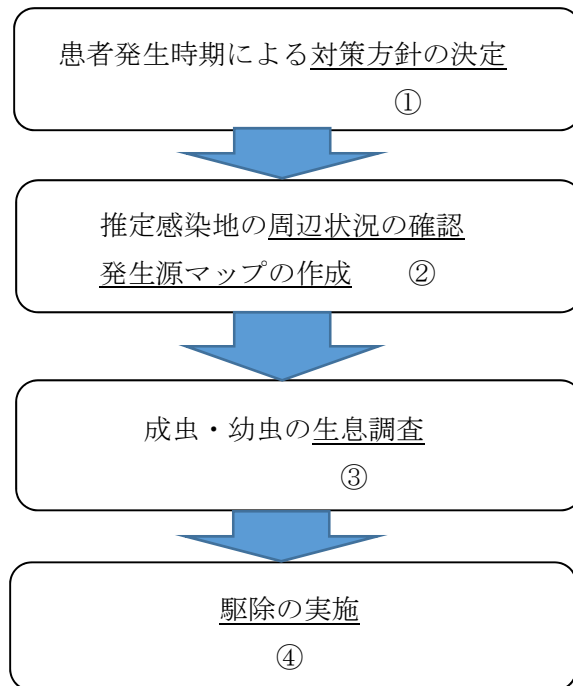 患者発生時期による対策方針の決定
①
推定感染地の周辺状況の確認
発生源マップの作成 ②
成虫・幼虫の生息調査
③
駆除の実施
④